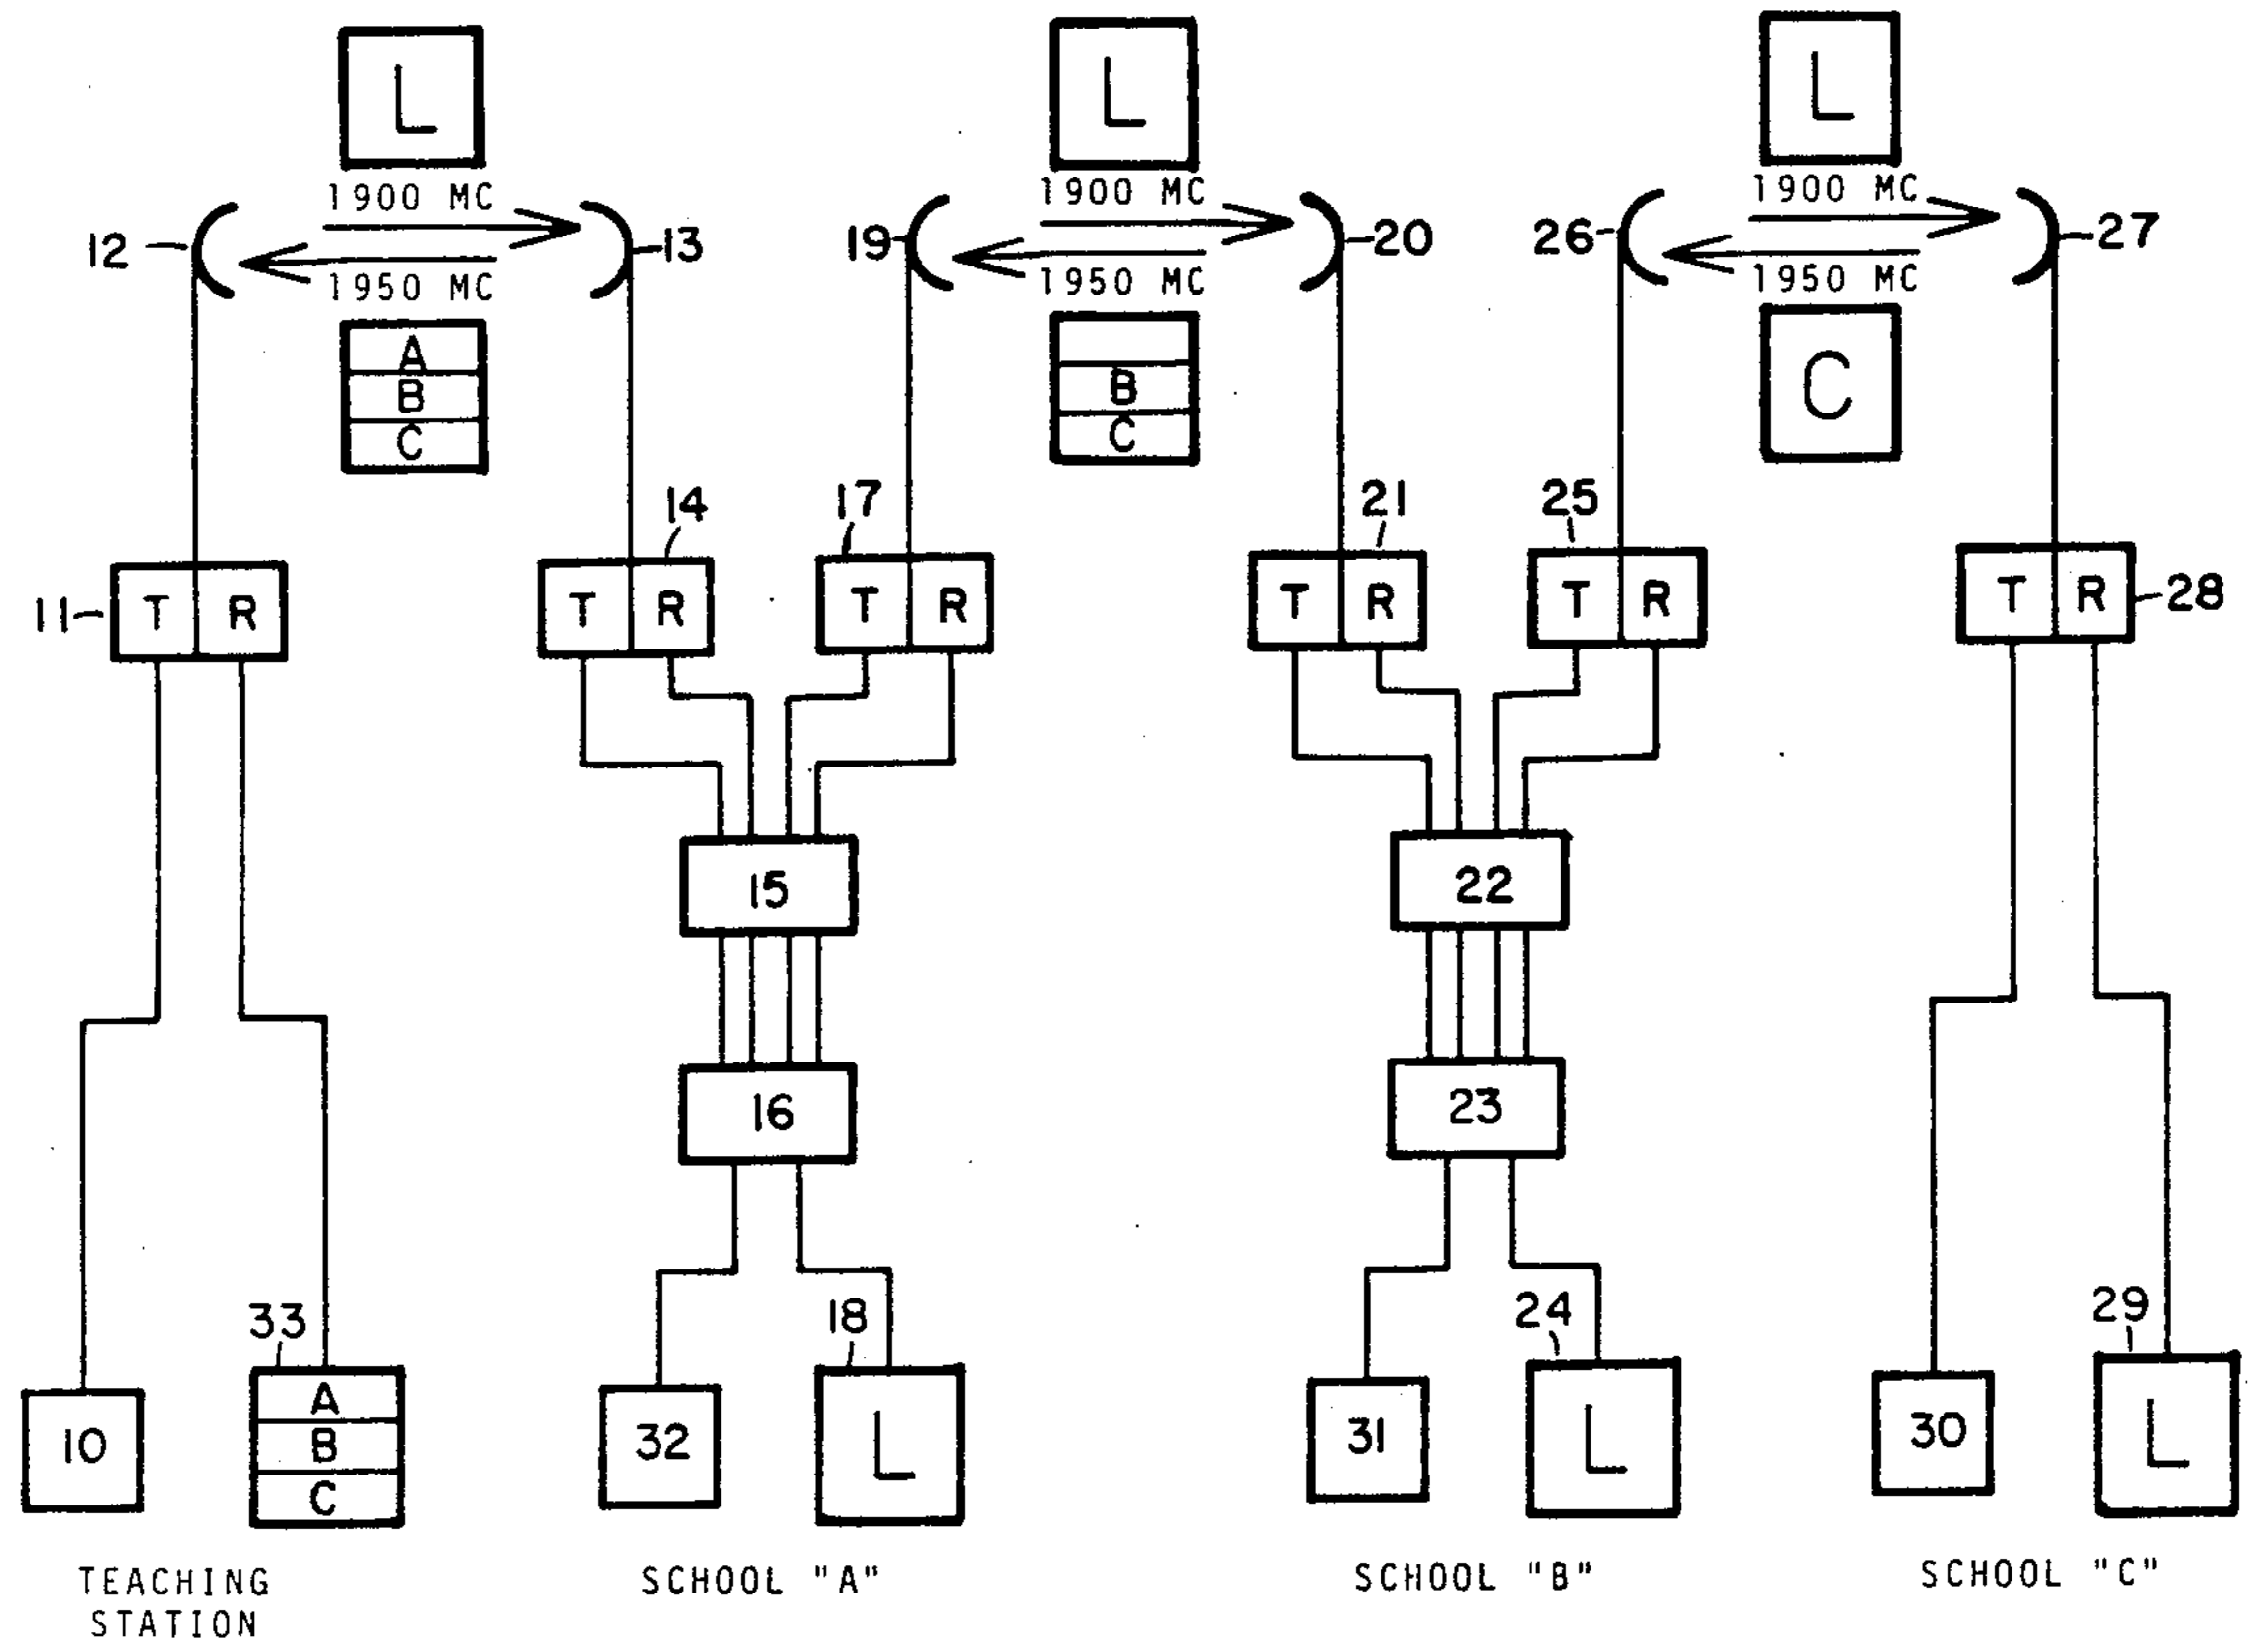 L L L
1900 MC 1900 MC 1900 MC
12 13 19 20 26 27
1950 MC 1950 MC 1950 MC
A
B B C
C C
14 17 21 25
11 T R T R T R T R T R T R 28
15 22
16 23
33 18 24 29
A
10 B 32 L 31 L 30 L
C
TEACHING SCHOOL "A" SCHOOL "B" SCHOOL "C"
STATION